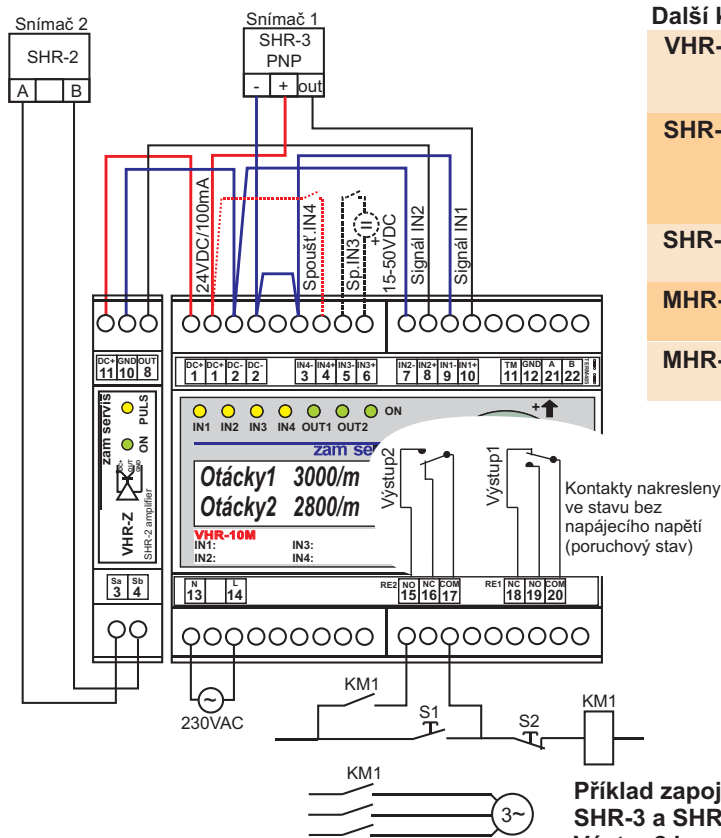 Snímač 2
SHR-2
A B
Snímač 1
SHR-3
PNP
- + out
Další k
VHR-
SHR-
SHR-
MHR-
MHR-
24VDC/100mA
Spoušť.IN4
Sp.IN3
+
15-50VDC
Signál IN2
Signál IN1
DC+ GND OUT
11 10 8
DC+ DC+ DC- DC-
1 1 2 2
IN4- IN4+ IN3- IN3+
3 4 5 6
IN2- IN2+ IN1- IN1+
7 8 9 10
TM GND A B
11 12 21 22
zam servis
PULS
ON
DC+
OUT
GND
VHR-Z
SHR-2 amplifier
Sa Sb
3 4
IN1 IN2 IN3 IN4 OUT1 OUT2 ON
+
zam se
Otácky1 3000/m
Otácky2 2800/m
VHR-10M
IN1: IN3:
IN2: IN4:
Výstup2
Výstup1
Kontakty nakresleny
ve stavu bez
napájecího napětí
(poruchový stav)
N L
13 14
RE2 NO NC COM
15 16 17
RE1 NC NO COM
18 19 20
~
230VAC
KM1
S1
S2
KM1
KM1
3~
Příklad zapoj
SHR-3 a SHR